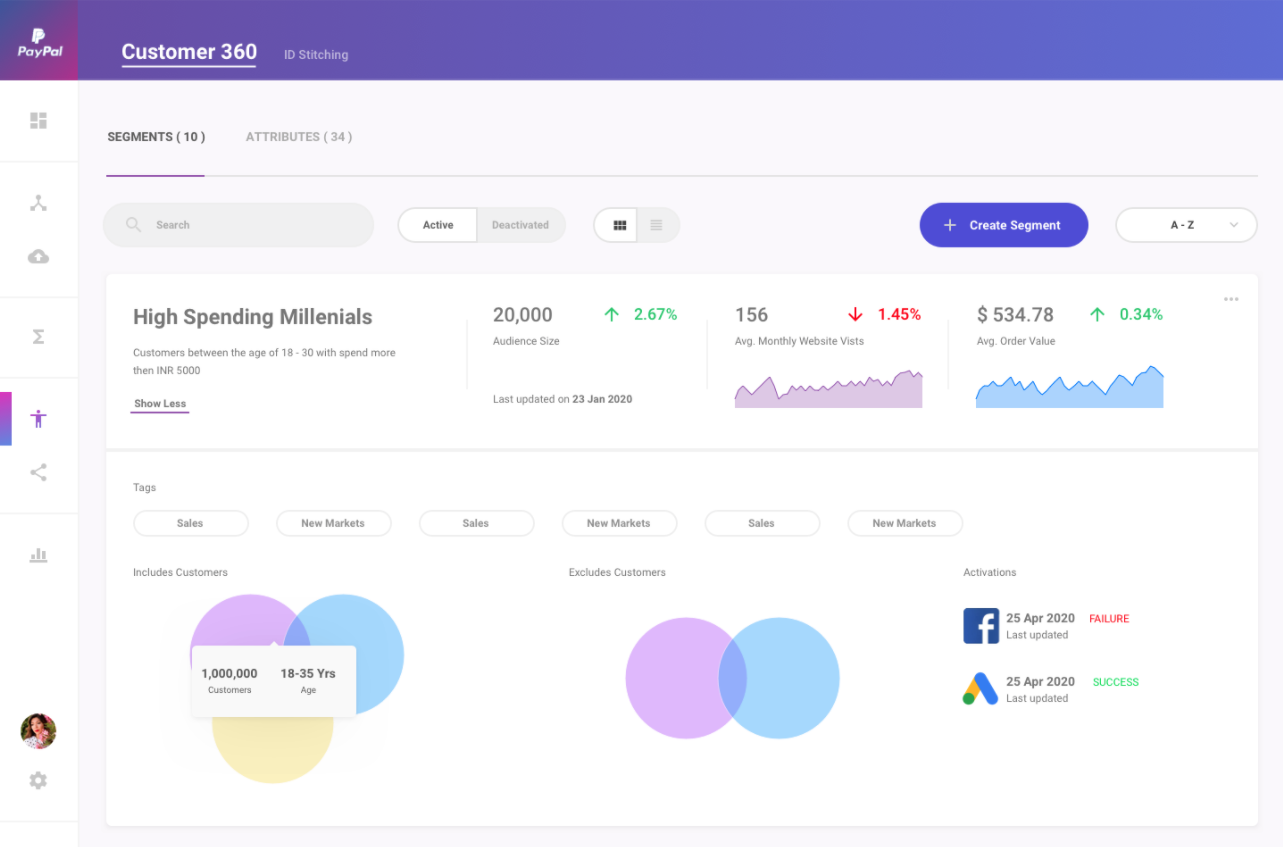 PayPal
Customer 360
ID Stitching
SEGMENTS ( 10 )
ATTRIBUTES ( 34 )
Search
Active
Deactivated
Create Segment
A - Z
High Spending Millenials
Customers between the age of 18 - 30 with spend more
then INR 5000
Show Less
20,000
2.67%
Audience Size
Last updated on 23 Jan 2020
156
1.45%
Avg. Monthly Website Vists
$ 534.78
0.34%
Avg. Order Value
Tags
Sales
New Markets
Sales
New Markets
Sales
New Markets
Includes Customers
1,000,000
Customers
18-35 Yrs
Age
Excludes Customers
Activations
25 Apr 2020
FAILURE
Last updated
25 Apr 2020
SUCCESS
Last updated